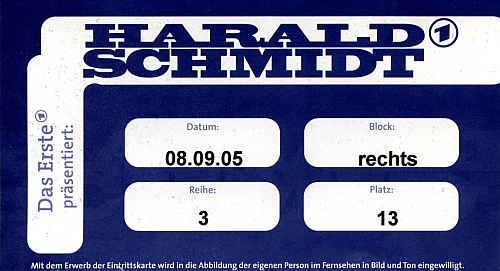 HARALD
SCHMIDT
Das Erste
präsentiert:
Datum:
08.09.05
Block:
rechts
Reihe:
3
Platz:
13
Mit dem Erwerb der Eintrittskarte wird in die Abbildung der eigenen Person im Fernsehen in Bild und Ton eingewilligt.